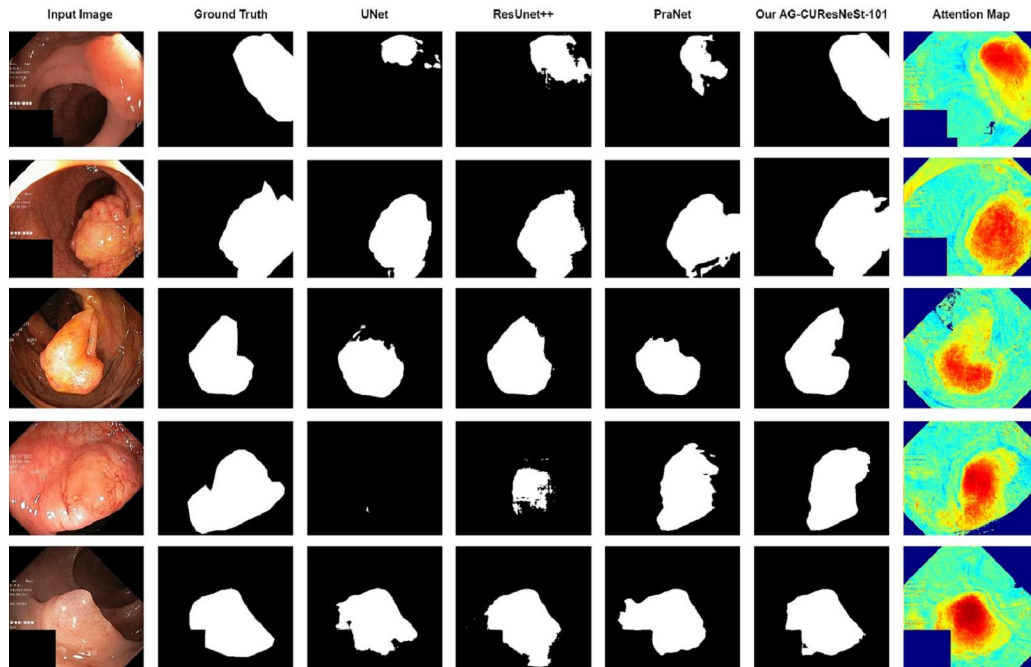 Input Image
Ground Truth
UNet
ResUnet++
PraNet
Our AG-CUResNeSt-101
Attention Map